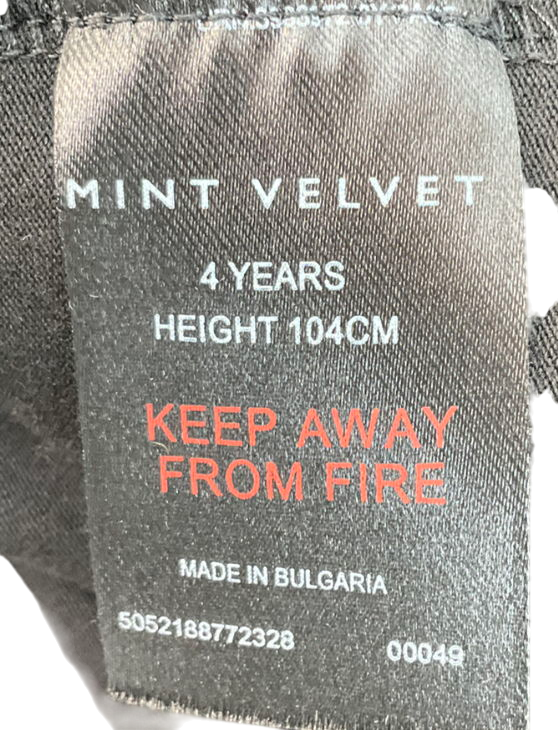 MINT VELVET
4 YEARS
HEIGHT 104CM
KEEP AWAY
FROM FIRE
MADE IN BULGARIA
5052188772328 00049